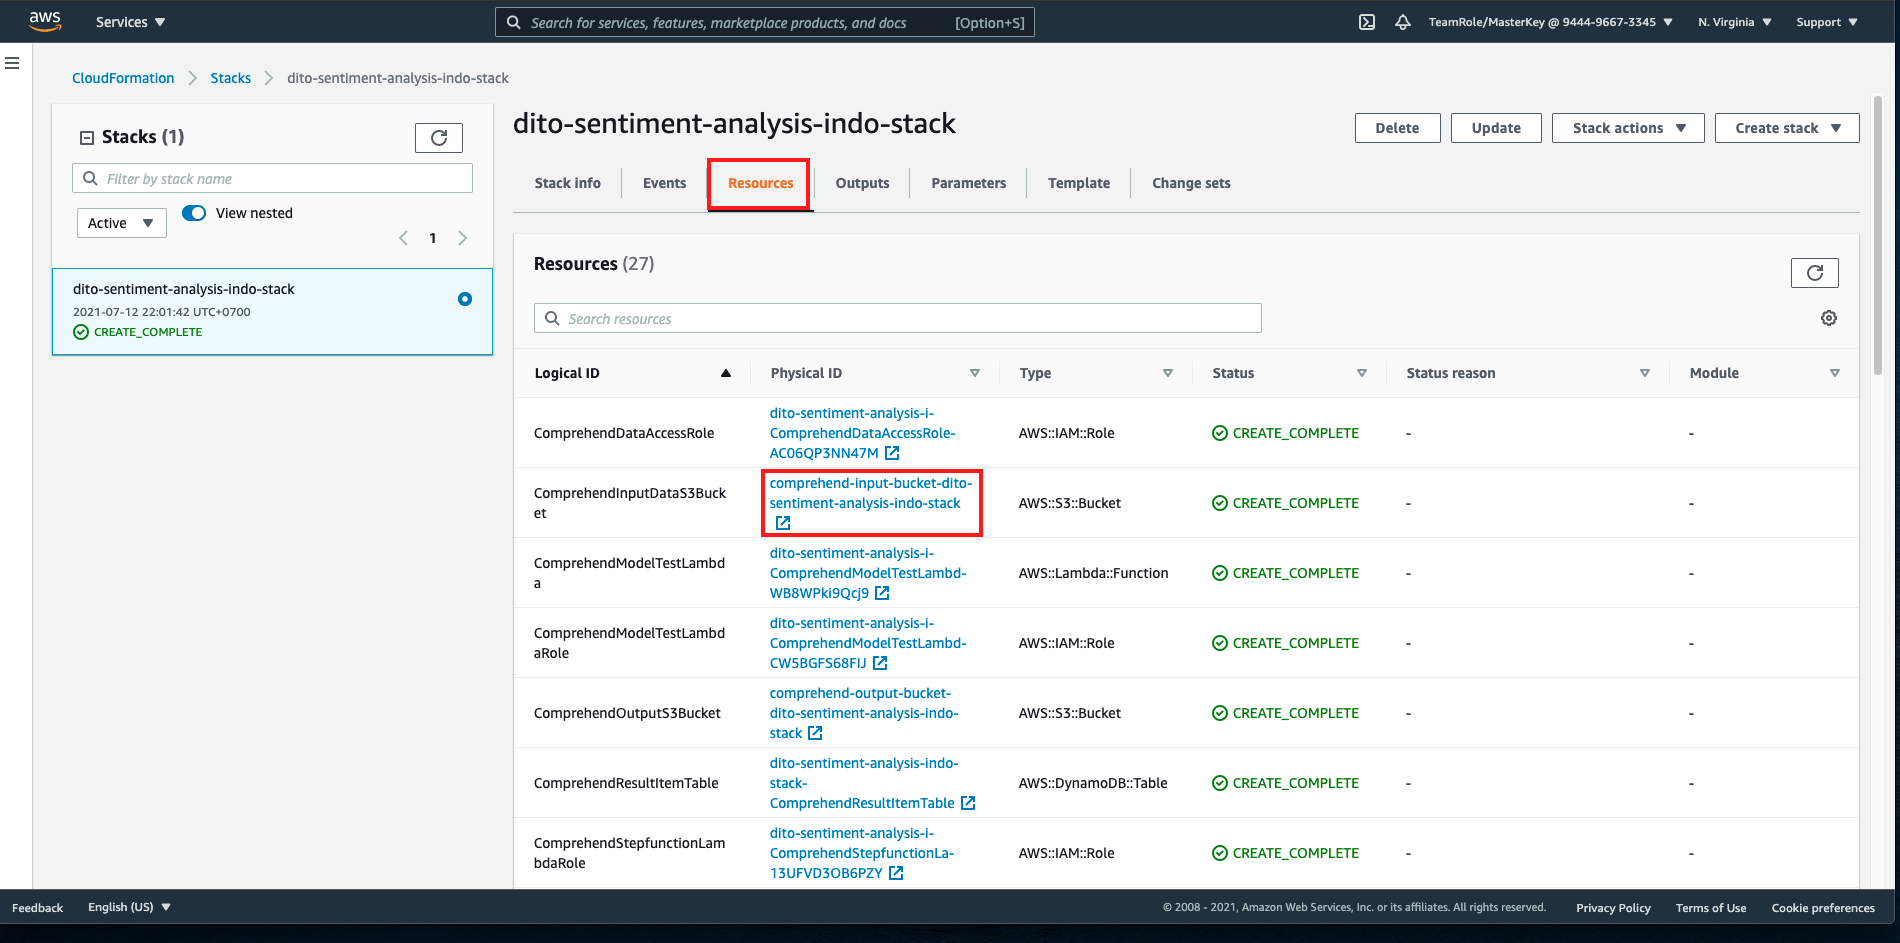 aws
Services
Search for services, features, marketplace products, and docs [Option+S]
TeamRole/MasterKey @ 9444-9667-3345
N. Virginia
Support
CloudFormation
Stacks
dito-sentiment-analysis-indo-stack
Stacks (1)
Filter by stack name
Active
View nested
1
dito-sentiment-analysis-indo-stack
2021-07-12 22:01:42 UTC+0700
CREATE_COMPLETE
dito-sentiment-analysis-indo-stack
Delete
Update
Stack actions
Create stack
Stack info
Events
Resources
Outputs
Parameters
Template
Change sets
Resources (27)
Search resources
Logical ID
Physical ID
Type
Status
Status reason
Module
ComprehendDataAccessRole
dito-sentiment-analysis-i-
ComprehendDataAccessRole-
AC06QP3NN47M
AWS::IAM::Role
CREATE_COMPLETE
-
-
ComprehendInputDataS3Buck
et
comprehend-input-bucket-dito-
sentiment-analysis-indo-stack
AWS::S3::Bucket
CREATE_COMPLETE
-
-
ComprehendModelTestLambd
a
dito-sentiment-analysis-i-
ComprehendModelTestLambd-
WB8WPki9Qcj9
AWS::Lambda::Function
CREATE_COMPLETE
-
-
ComprehendModelTestLambd
aRole
dito-sentiment-analysis-i-
ComprehendModelTestLambd-
CW5BGFS68FIJ
AWS::IAM::Role
CREATE_COMPLETE
-
-
ComprehendOutputS3Bucket
comprehend-output-bucket-
dito-sentiment-analysis-indo-
stack
AWS::S3::Bucket
CREATE_COMPLETE
-
-
ComprehendResultItemTable
dito-sentiment-analysis-indo-
stack-
ComprehendResultItemTable
AWS::DynamoDB::Table
CREATE_COMPLETE
-
-
ComprehendStepfunctionLam
bdaRole
dito-sentiment-analysis-i-
ComprehendStepfunctionLa-
13UFVD3OB6PZY
AWS::IAM::Role
CREATE_COMPLETE
-
-
Feedback
English (US)
© 2008 - 2021, Amazon Web Services, Inc. or its affiliates. All rights reserved.
Privacy Policy
Terms of Use
Cookie preferences